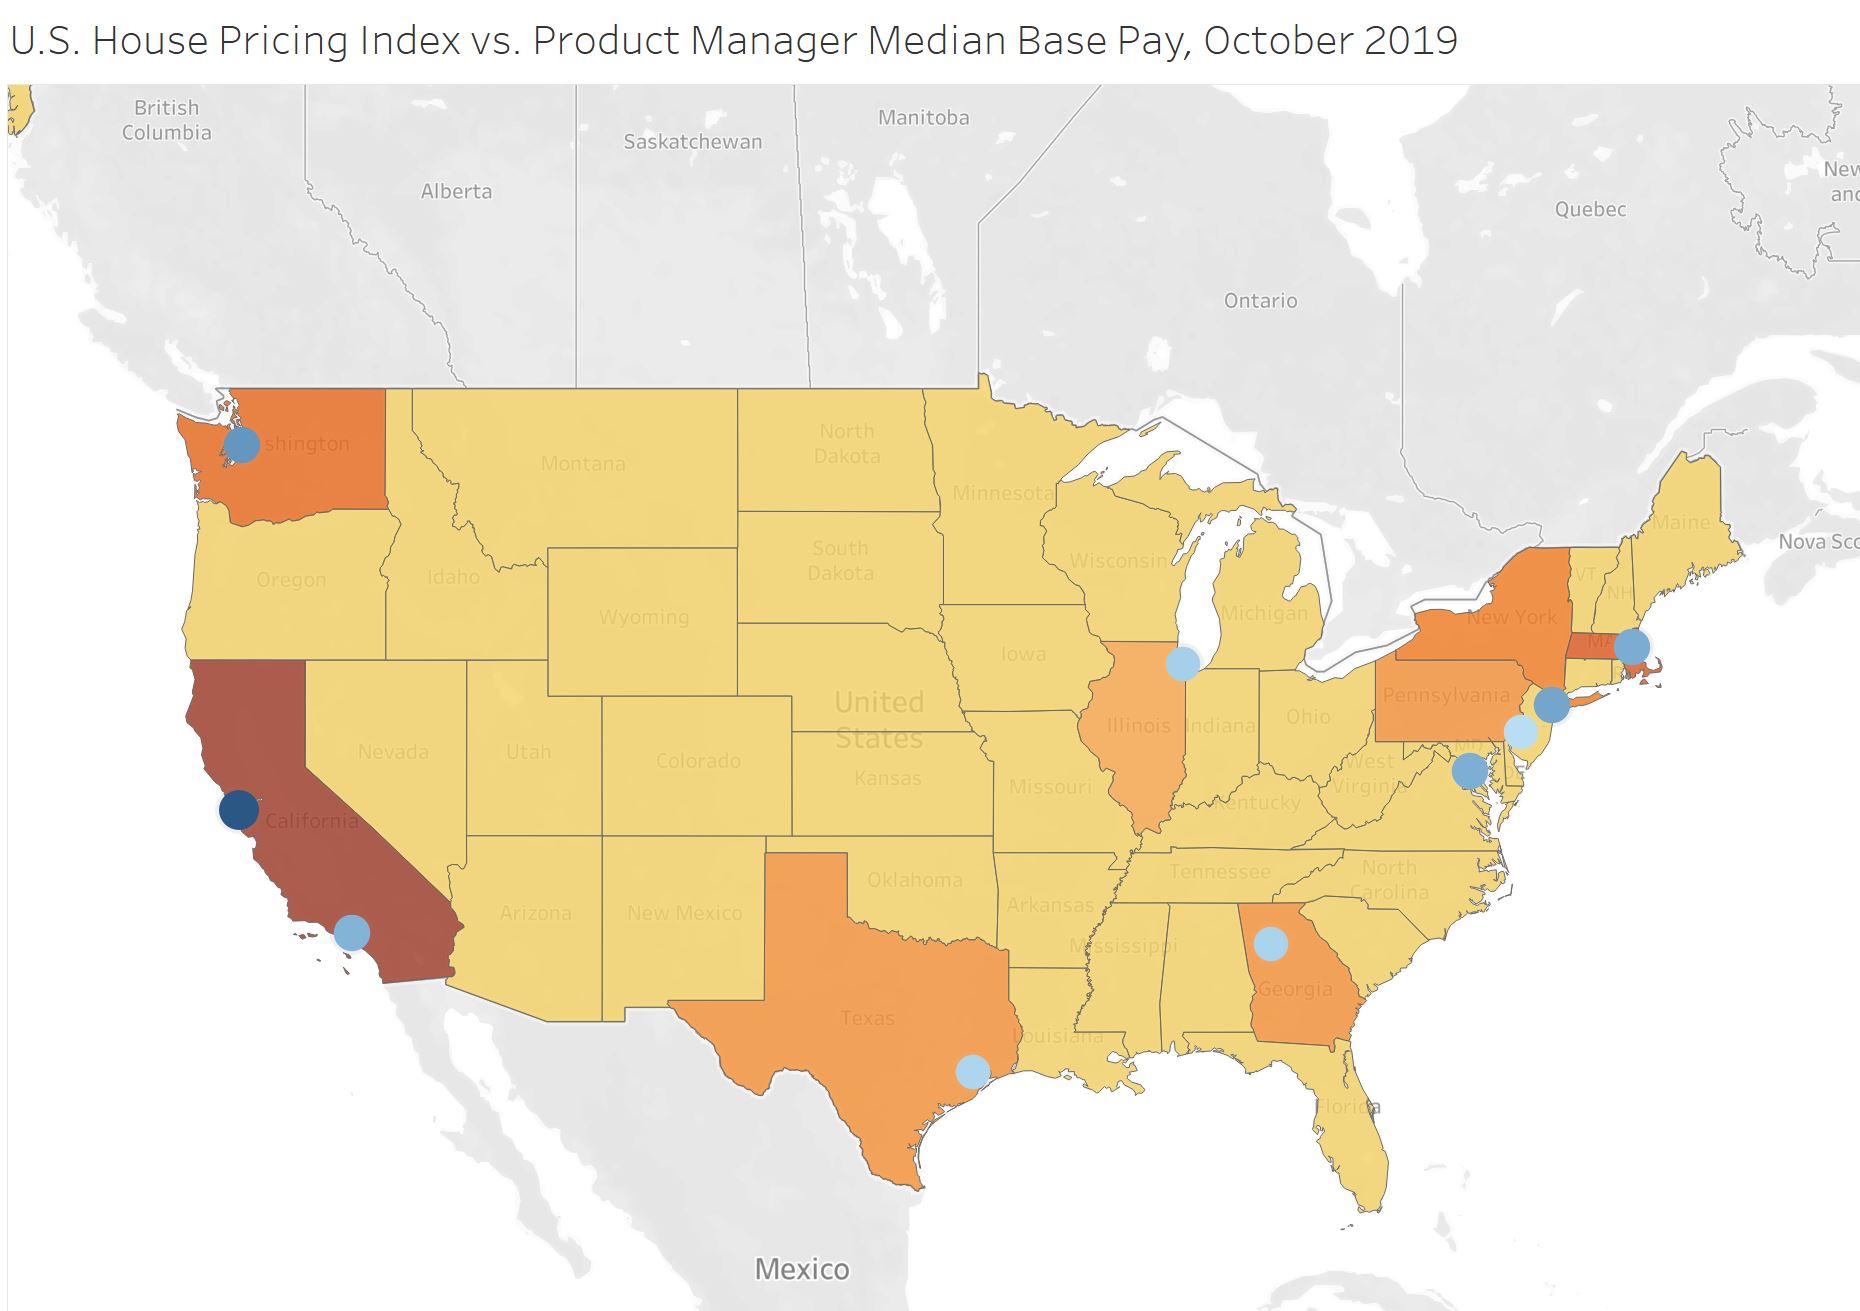 U.S. House Pricing Index vs. Product Manager Median Base Pay, October 2019
British
Columbia
Alberta
Saskatchewan
Manitoba
Ontario
Quebec
New
and
Nova Sco
shington
Montana
North
Dakota
Minnesota
Maine
Oregon
Idaho
Wyoming
South
Dakota
Wisconsin
Michigan
VT
NH
New York
MA
Iowa
Pennsylvania
United
States
Nevada
Utah
Colorado
Kansas
Missouri
Illinois
Indiana
Ohio
West
Virginia
MD
DE
Kentucky
California
Arizona
New Mexico
Oklahoma
Arkansas
Tennessee
North
Carolina
Mississippi
Georgia
Texas
Louisiana
Florida
Mexico